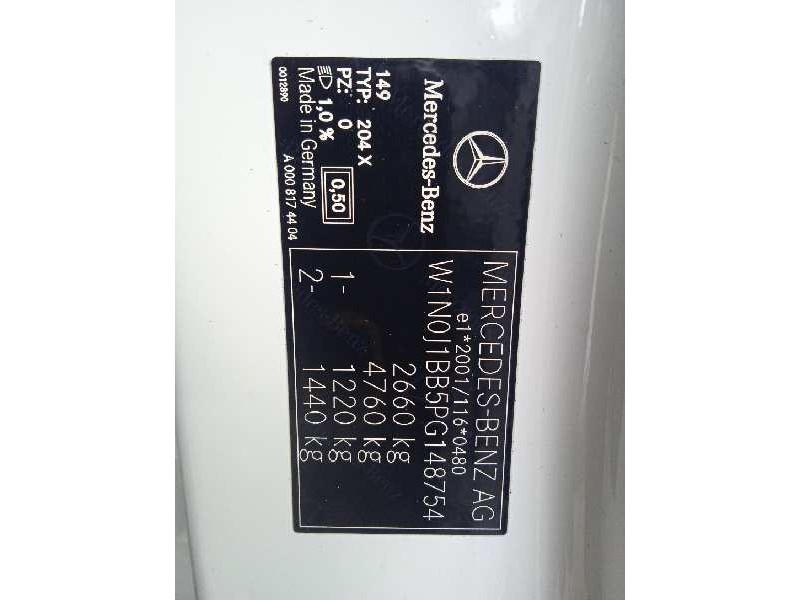 Mercedes-Benz
149
TYP: 204 X
PZ: 0
1,0 %
0,50
Made in Germany
0012890
A 000 817 44 04
MERCEDES-BENZ AG
W1N0J1BB5PG148754
e1*2001/116*0480
2660 kg
4760 kg
1- 1220 kg
2- 1440 kg